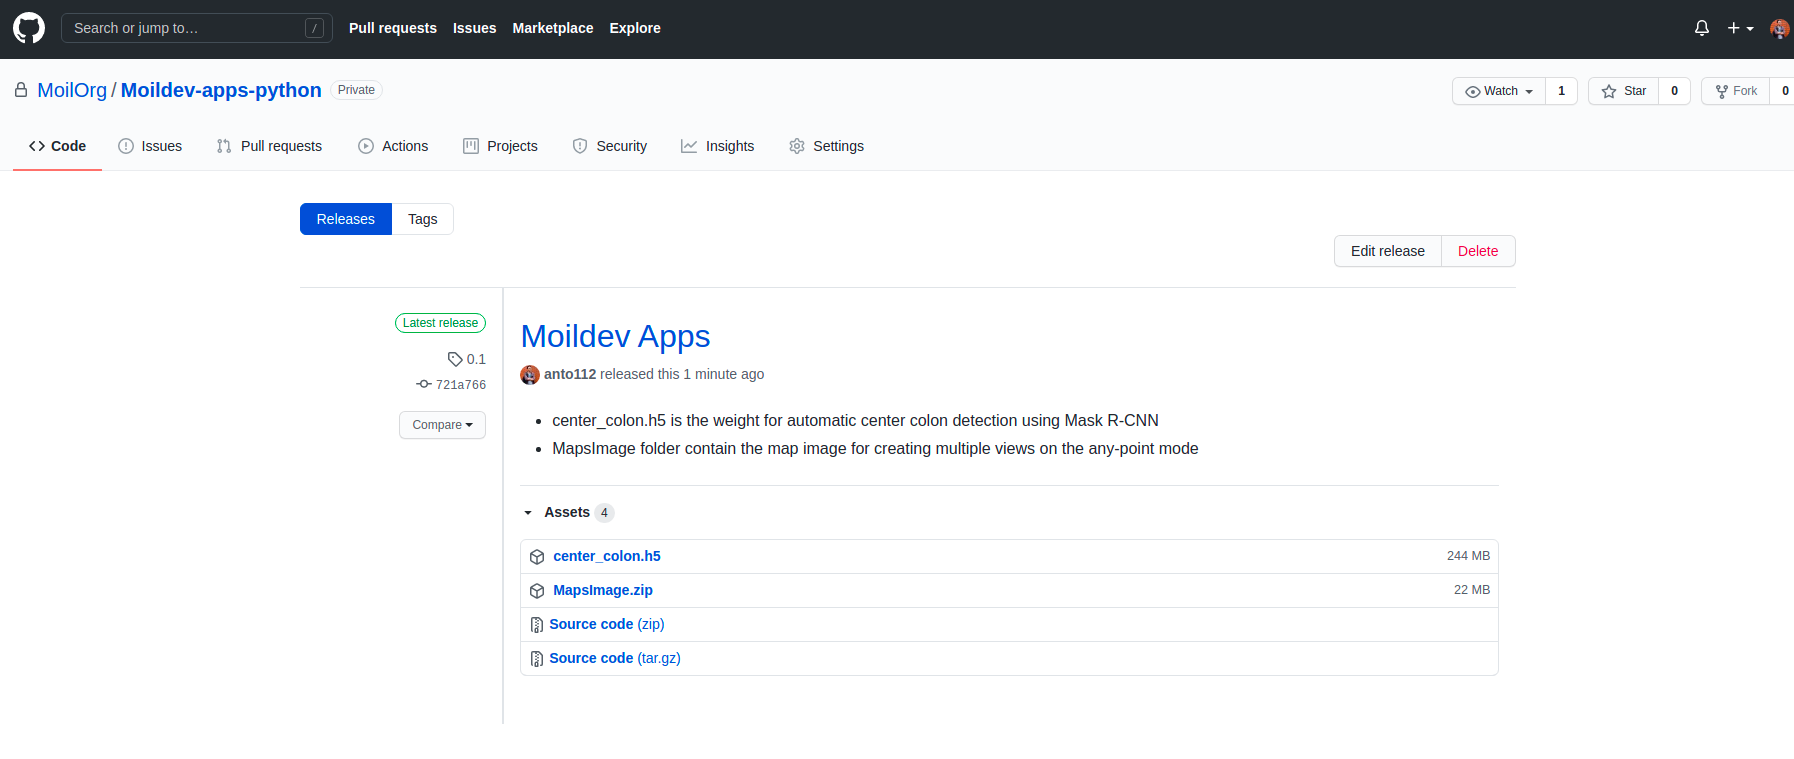 Search or jump to… / Pull requests Issues Marketplace Explore
MoilOrg / Moildev-apps-python Private Watch 1 Star 0 Fork 0
Code Issues Pull requests Actions Projects Security Insights Settings
Releases Tags
Edit release Delete
Latest release
0.1
721a766
Compare
Moildev Apps
anto112 released this 1 minute ago
• center_colon.h5 is the weight for automatic center colon detection using Mask R-CNN
• MapsImage folder contain the map image for creating multiple views on the any-point mode
Assets 4
center_colon.h5 244 MB
MapsImage.zip 22 MB
Source code (zip)
Source code (tar.gz)